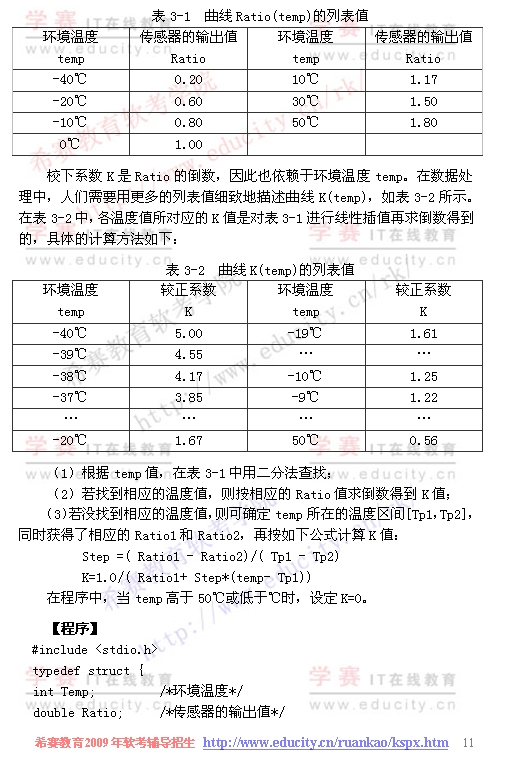 表 3-1 曲线 Ratio(temp)的列表值
环境温度 传感器的输出值 环境温度 传感器的输出值
temp Ratio temp Ratio
-40℃ 0.20 10℃ 1.17
-20℃ 0.60 30℃ 1.50
-10℃ 0.80 50℃ 1.80
0℃ 1.00
校下系数 K 是 Ratio 的倒数，因此也依赖于环境温度 temp。在数据处
理中，人们需要用更多的列表值细致地描述曲线 K(temp)，如表 3-2 所示。
在表 3-2 中,各温度值所对应的 K 值是对表 3-1 进行线性插值再求倒数得到
的，具体的计算方法如下：
表 3-2 曲线 K(temp)的列表值
环境温度 较正系数 环境温度 较正系数
temp K temp K
-40℃ 5.00 -19℃ 1.61
-39℃ 4.55 … …
-38℃ 4.17 -10℃ 1.25
-37℃ 3.85 -9℃ 1.22
… … … …
-20℃ 1.67 50℃ 0.56
（1）根据 temp 值，在表 3-1 中用二分法查找；
（2）若找到相应的温度值，则按相应的 Ratio 值求倒数得到 K 值；
（3)若没找到相应的温度值,则可确定 temp 所在的温度区间[Tp1,Tp2]，
同时获得了相应的 Ratio1 和 Ratio2，再按如下公式计算 K 值：
Step =( Ratio1 - Ratio2)/( Tp1 - Tp2)
K=1.0/( Ratio1+ Step*(temp- Tp1))
在程序中，当 temp 高于 50℃或低于℃时，设定 K=0。
【程序】
#include <stdio.h>
typedef struct {
int Temp; /*环境温度*/
double Ratio; /*传感器的输出值*/
希赛教育2009 年软考辅导招生 http://www.educity.cn/ruankao/kspx.htm 11
学赛 IT在线教育
www.educity.cn
希赛教育软考学院
http://www.educity.cn/rk/